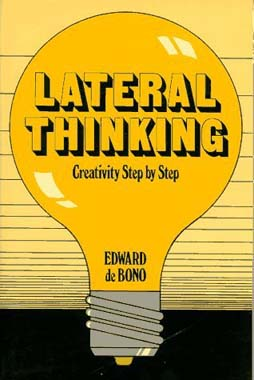 LATERAL
THINKING
Creativity Step by Step
EDWARD
de BONO